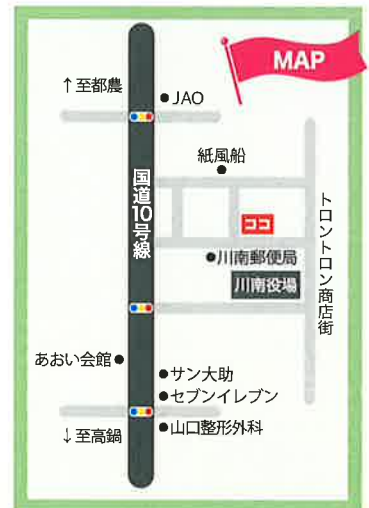 MAP
↑至都農
JAO
紙風船
国道10号線
ココ
トロントロン商店街
川南郵便局
川南役場
あおい会館
サン大助
セブンイレブン
↓至高鍋
山口整形外科